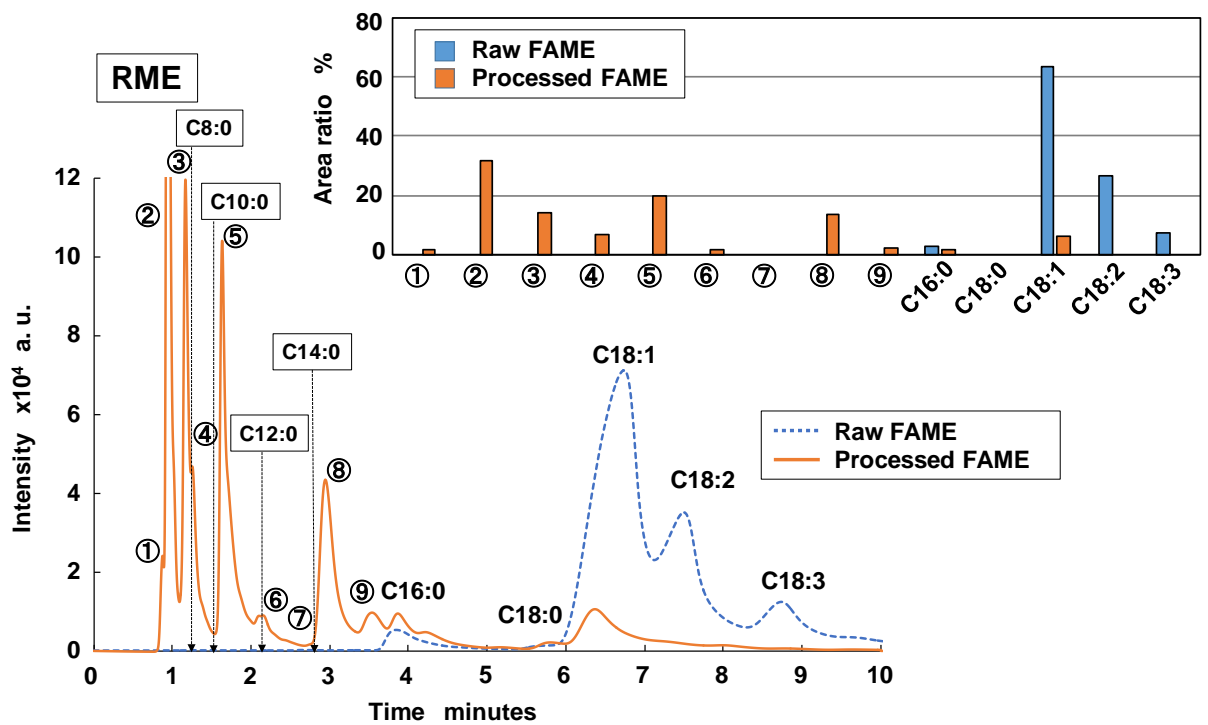 RME
80
60
40
20
0
Area ratio %
Raw FAME
Processed FAME
① ② ③ ④ ⑤ ⑥ ⑦ ⑧ ⑨ C16:0 C18:0 C18:1 C18:2 C18:3
C8:0
C10:0
C12:0
C14:0
① ② ③ ④ ⑤ ⑥ ⑦ ⑧ ⑨
C16:0
C18:0
C18:1
C18:2
C18:3
Raw FAME
Processed FAME
12
10
8
6
4
2
0
Intensity x10⁴ a. u.
0 1 2 3 4 5 6 7 8 9 10
Time minutes